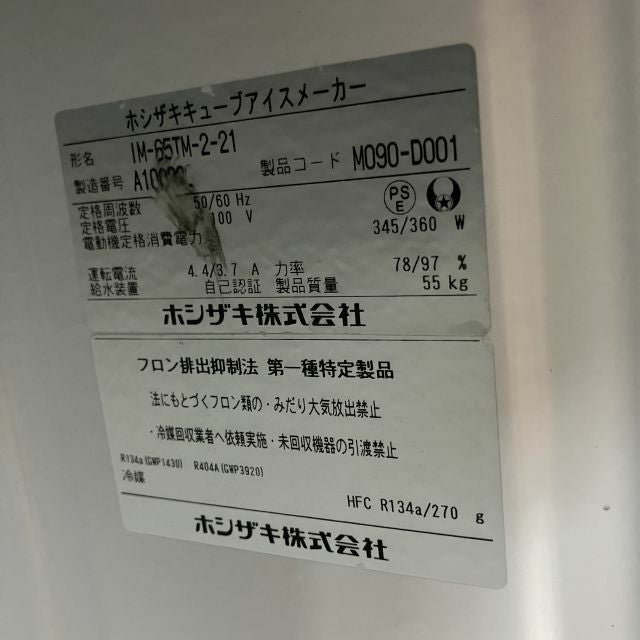 ホシザキキューブアイスメーカー
形名 IM-65TM-2-21
製造番号 製品コード M090-D001
定格周波数 50/60 Hz
定格電圧 100 V
PS
E
電動機定格消費電力 345/360 W
運転電流 4.4/3.7 A 力率 78/97 %
給水装置 自己認証 製品質量 55 kg
ホシザキ株式会社
フロン排出抑制法 第一種特定製品
法にもとづくフロン類の・みだり大気放出禁止
・冷媒回収業者へ依頼実施・未回収機器の引渡禁止
R134a(GWP1430) R404A(GWP3920)
冷媒 HFC R134a/270 g
ホシザキ株式会社